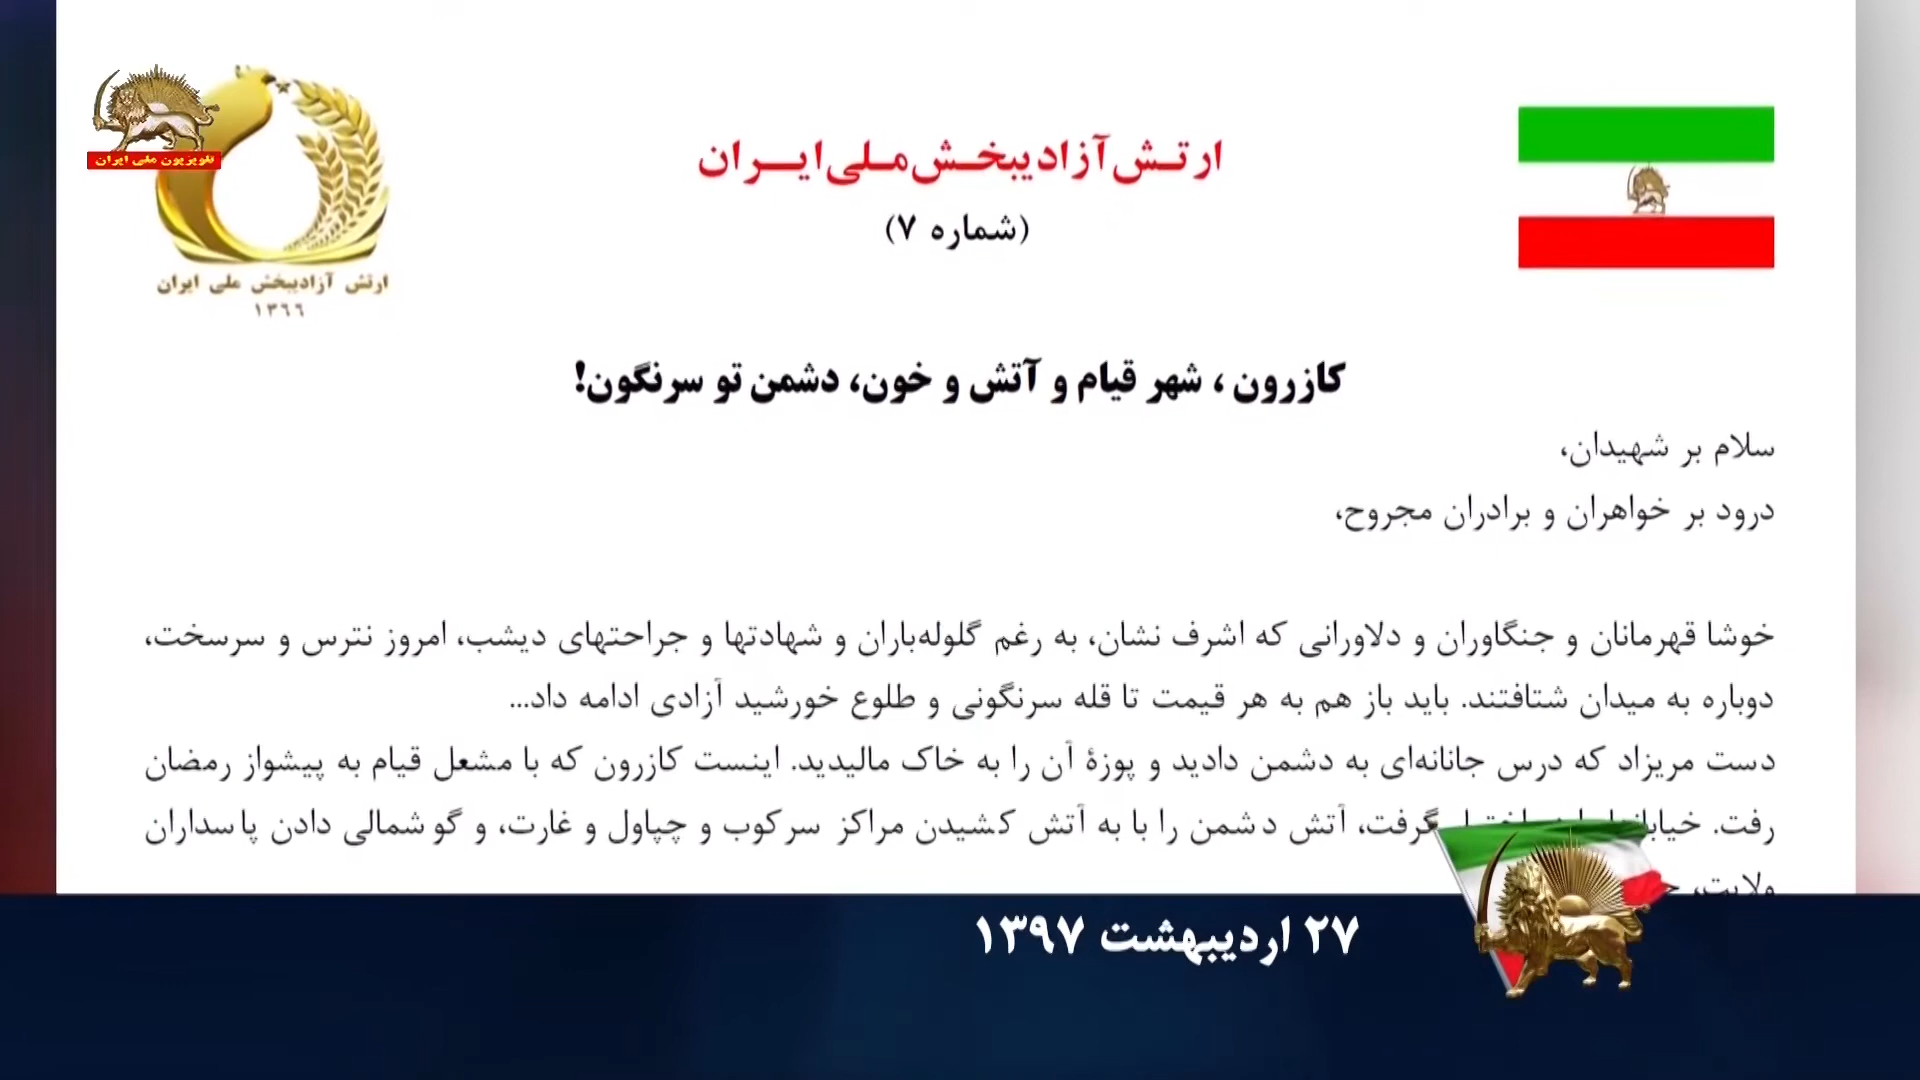 تلویزیون ملی ایران
ارتش آزادیبخش ملی ایران
(شماره ۷)
ارتش آزادیبخش ملی ایران
۱۳۶۶
کازرون ، شهر قیام و آتش و خون، دشمن تو سرنگون!
سلام بر شهیدان،
درود بر خواهران و برادران مجروح،
خوشا قهرمانان و جنگاوران و دلاورانی که اشرف نشان، به رغم گلوله‌باران و شهادتها و جراحتهای دیشب، امروز نترس و سرسخت،
دوباره به میدان شتافتند. باید باز هم به هر قیمت تا قله سرنگونی و طلوع خورشید آزادی ادامه داد...
دست مریزاد که درس جانانه‌ای به دشمن دادید و پوزهٔ آن را به خاک مالیدید. اینست کازرون که با مشعل قیام به پیشواز رمضان
رفت. گرفت، آتش دشمن را با به آتش کشیدن مراکز سرکوب و چپاول و غارت، و گوشمالی دادن پاسداران
ولایت،
۲۷ اردیبهشت ۱۳۹۷